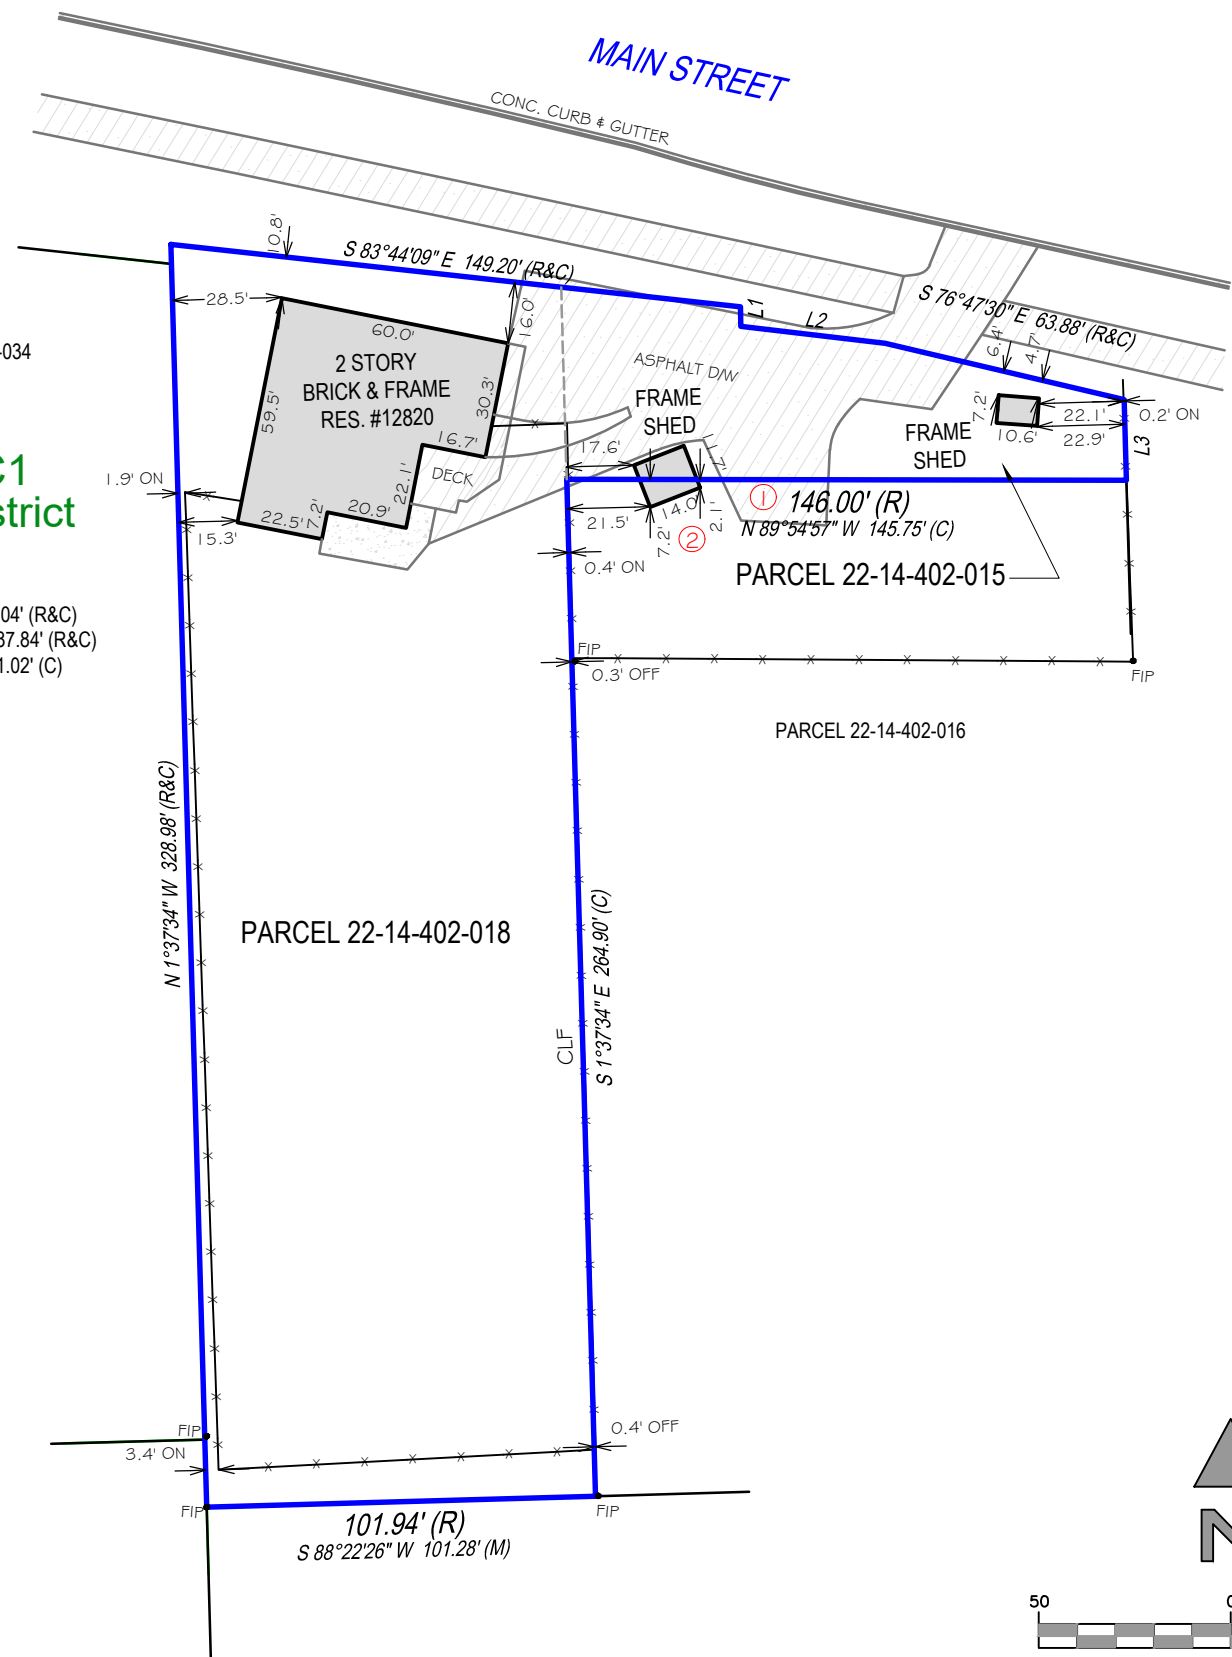 MAIN STREET
CONC. CURB & GUTTER
10.8'
S 83°44'09" E 149.20' (R&C)
28.5'
60.0'
16.0'
L1
L2
S 76°47'30" E 63.88' (R&C)
6.4'
4.7'
-034
2 STORY
BRICK & FRAME
RES. #12820
59.5'
30.3'
ASPHALT D/W
FRAME
SHED
FRAME
SHED
7.2'
10.6'
22.1'
22.9'
0.2' ON
L3
16.7'
DECK
22.1'
17.6'
11.7'
C1
strict
1.9' ON
15.3'
22.5'
7.2'
20.9'
21.5'
14.0'
7.2'
2.1'
1
2
146.00' (R)
N 89°54'57" W 145.75' (C)
0.4' ON
PARCEL 22-14-402-015
04' (R&C)
37.84' (R&C)
1.02' (C)
FIP
0.3' OFF
FIP
PARCEL 22-14-402-016
N 1°37'34" W 328.98' (R&C)
PARCEL 22-14-402-018
CLF
S 1°37'34" E 264.90' (C)
FIP
3.4' ON
0.4' OFF
FIP
FIP
101.94' (R)
S 88°22'26" W 101.28' (M)
N
50
0